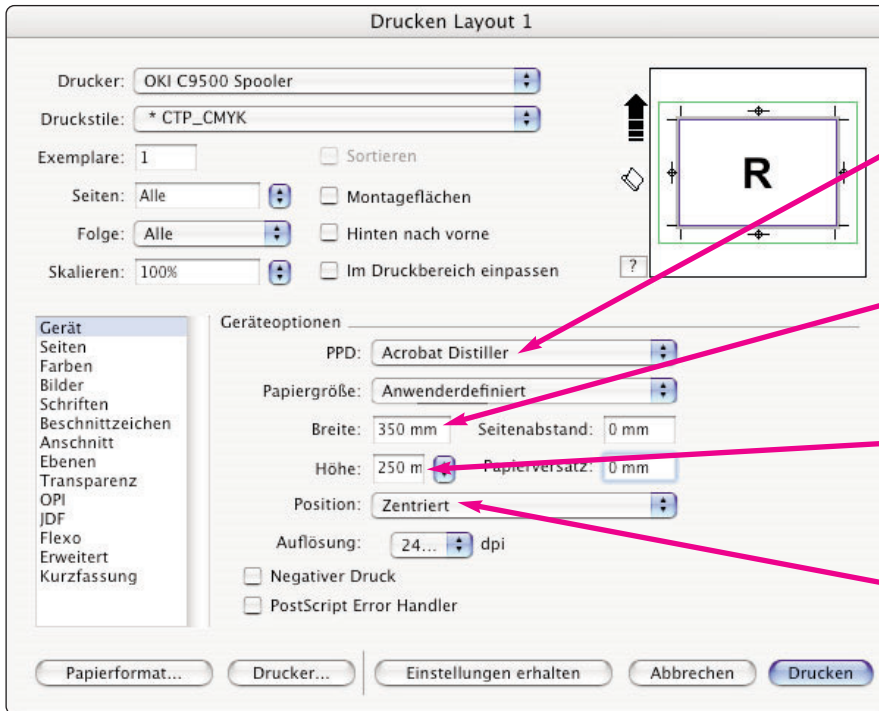 Drucken Layout 1
Drucker: OKI C9500 Spooler
Druckstile: * CTP_CMYK
Exemplare: 1 Sortieren
Seiten: Alle Montageflächen
Folge: Alle Hinten nach vorne
Skalieren: 100% Im Druckbereich einpassen
R
?
Gerät
Seiten
Farben
Bilder
Schriften
Beschnittzeichen
Anschnitt
Ebenen
Transparenz
OPI
JDF
Flexo
Erweitert
Kurzfassung
Geräteoptionen
PPD: Acrobat Distiller
Papiergröße: Anwenderdefiniert
Breite: 350 mm Seitenabstand: 0 mm
Höhe: 250 m Papierversatz: 0 mm
Position: Zentriert
Auflösung: 24... dpi
Negativer Druck
PostScript Error Handler
Papierformat... Drucker... Einstellungen erhalten Abbrechen Drucken